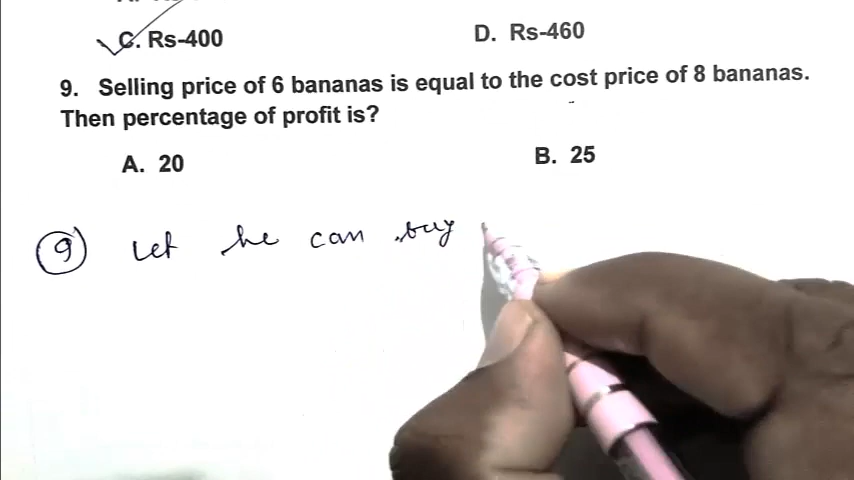 C. Rs-400 D. Rs-460
9. Selling price of 6 bananas is equal to the cost price of 8 bananas.
Then percentage of profit is?
A. 20 B. 25
9 Let he can buy